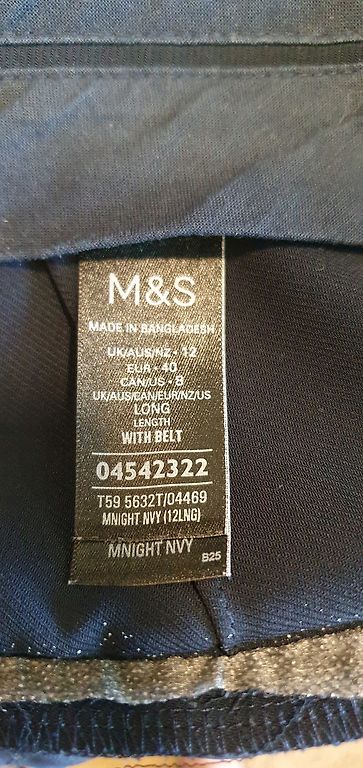 M&S
MADE IN BANGLADESH
UK/AUS/NZ • 12
EUR • 40
CAN/US • 8
UK/AUS/CAN/EUR/NZ/US
LONG
LENGTH
WITH BELT
04542322
T59 5632T/04469
MNIGHT NVY (12LNG)
MNIGHT NVY
B25